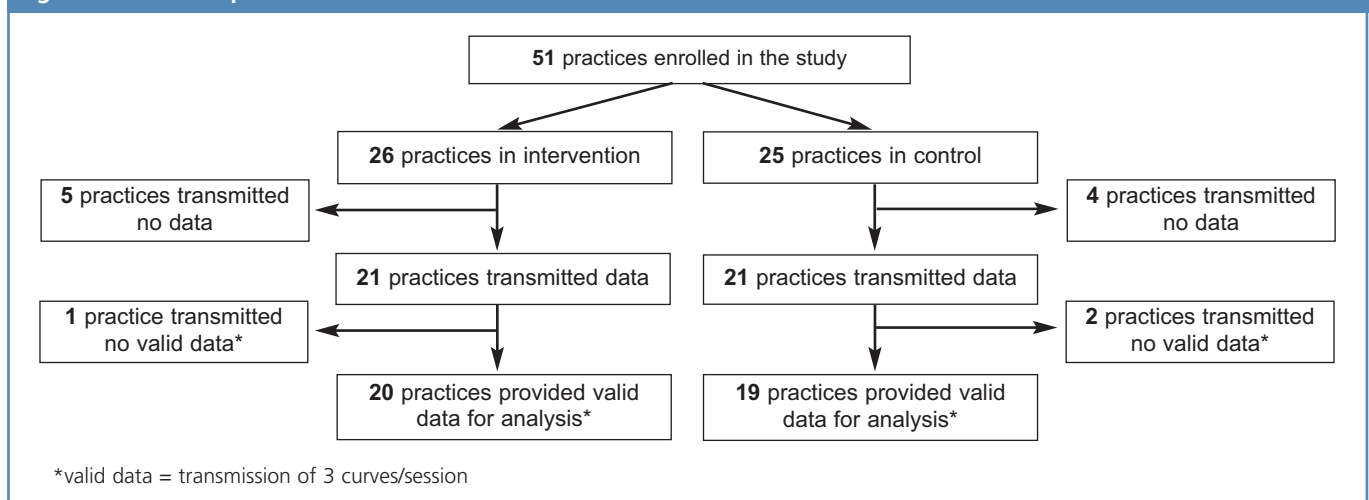 51 practices enrolled in the study
26 practices in intervention
25 practices in control
5 practices transmitted
no data
4 practices transmitted
no data
21 practices transmitted data
21 practices transmitted data
1 practice transmitted
no valid data*
2 practices transmitted
no valid data*
20 practices provided valid
data for analysis*
19 practices provided valid
data for analysis*
*valid data = transmission of 3 curves/session